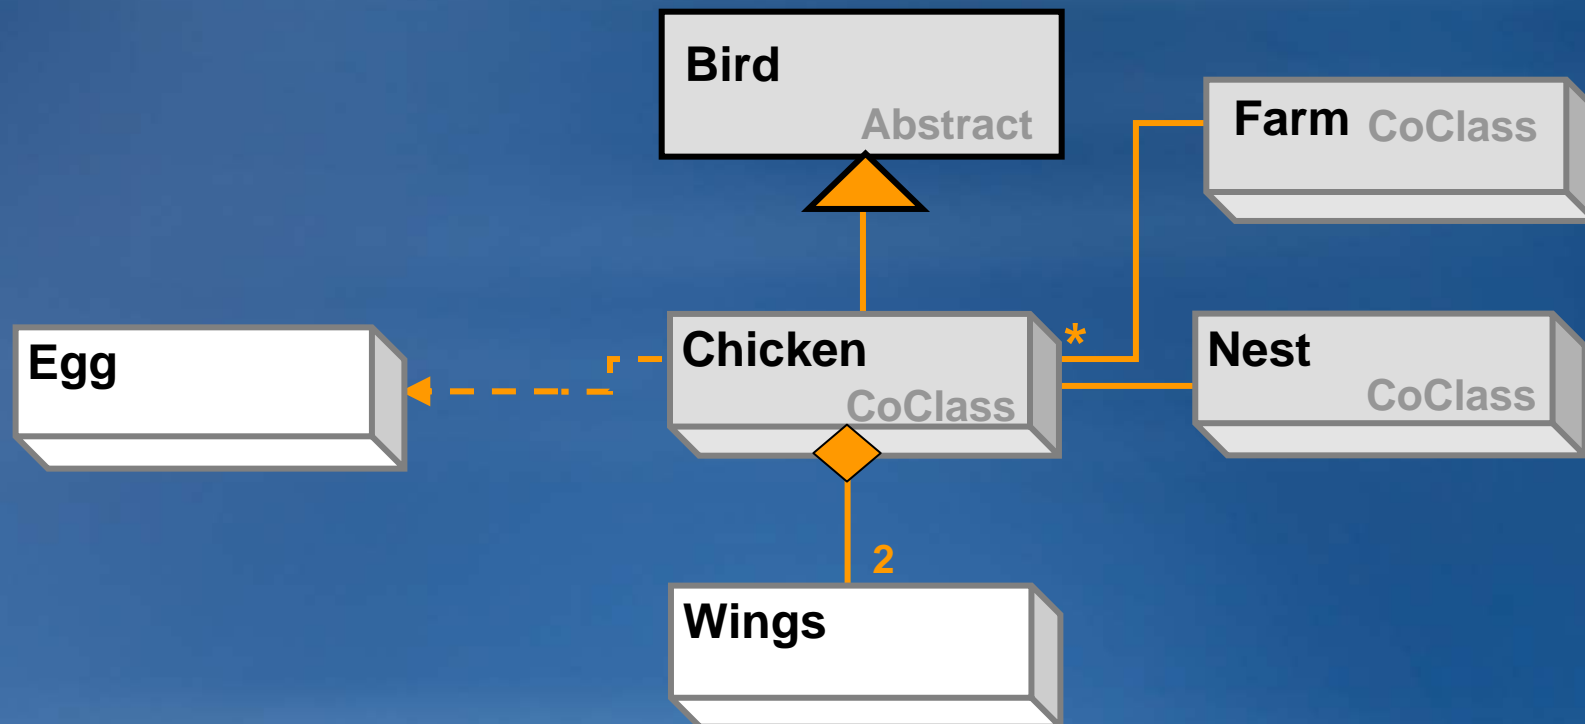 Bird
Abstract
Farm CoClass
Egg
Chicken
CoClass
*
Nest
CoClass
2
Wings